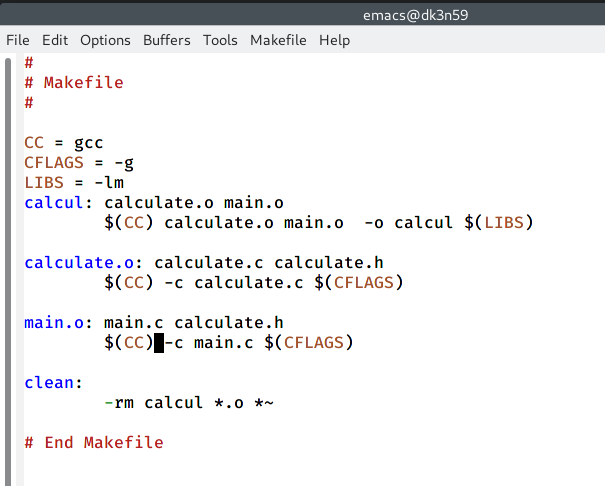 emacs@dk3n59
File Edit Options Buffers Tools Makefile Help
#
# Makefile
#
CC = gcc
CFLAGS = -g
LIBS = -lm
calcul: calculate.o main.o
$(CC) calculate.o main.o  -o calcul $(LIBS)
calculate.o: calculate.c calculate.h
$(CC) -c calculate.c $(CFLAGS)
main.o: main.c calculate.h
$(CC) -c main.c $(CFLAGS)
clean:
-rm calcul *.o *~
# End Makefile